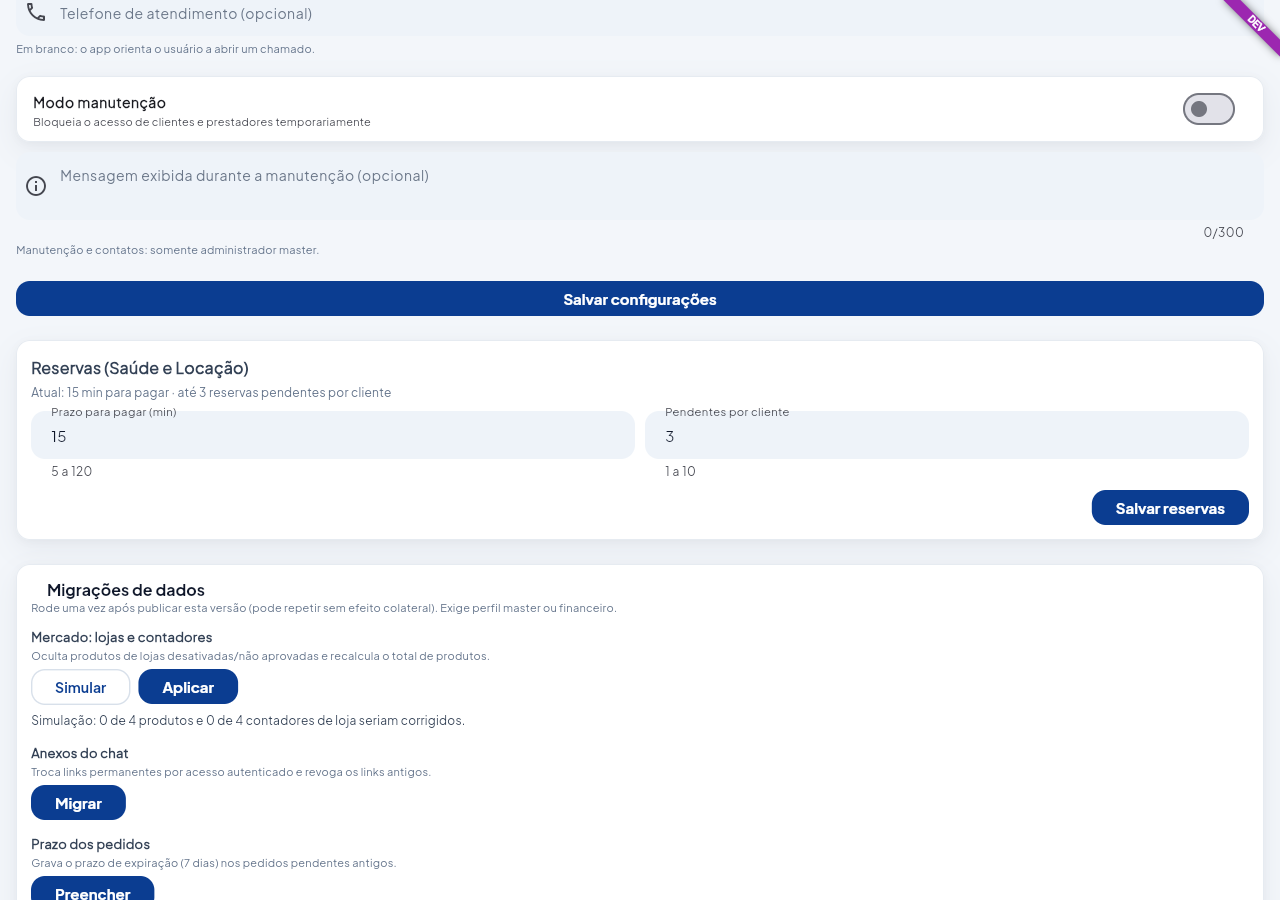 Telefone de atendimento (opcional)
DEV
Em branco: o app orienta o usuário a abrir um chamado.
Modo manutenção
Bloqueia o acesso de clientes e prestadores temporariamente
Mensagem exibida durante a manutenção (opcional)
0/300
Manutenção e contatos: somente administrador master.
Salvar configurações
Reservas (Saúde e Locação)
Atual: 15 min para pagar · até 3 reservas pendentes por cliente
Prazo para pagar (min)
15
5 a 120
Pendentes por cliente
3
1 a 10
Salvar reservas
Migrações de dados
Rode uma vez após publicar esta versão (pode repetir sem efeito colateral). Exige perfil master ou financeiro.
Mercado: lojas e contadores
Oculta produtos de lojas desativadas/não aprovadas e recalcula o total de produtos.
Simular
Aplicar
Simulação: 0 de 4 produtos e 0 de 4 contadores de loja seriam corrigidos.
Anexos do chat
Troca links permanentes por acesso autenticado e revoga os links antigos.
Migrar
Prazo dos pedidos
Grava o prazo de expiração (7 dias) nos pedidos pendentes antigos.
Preencher